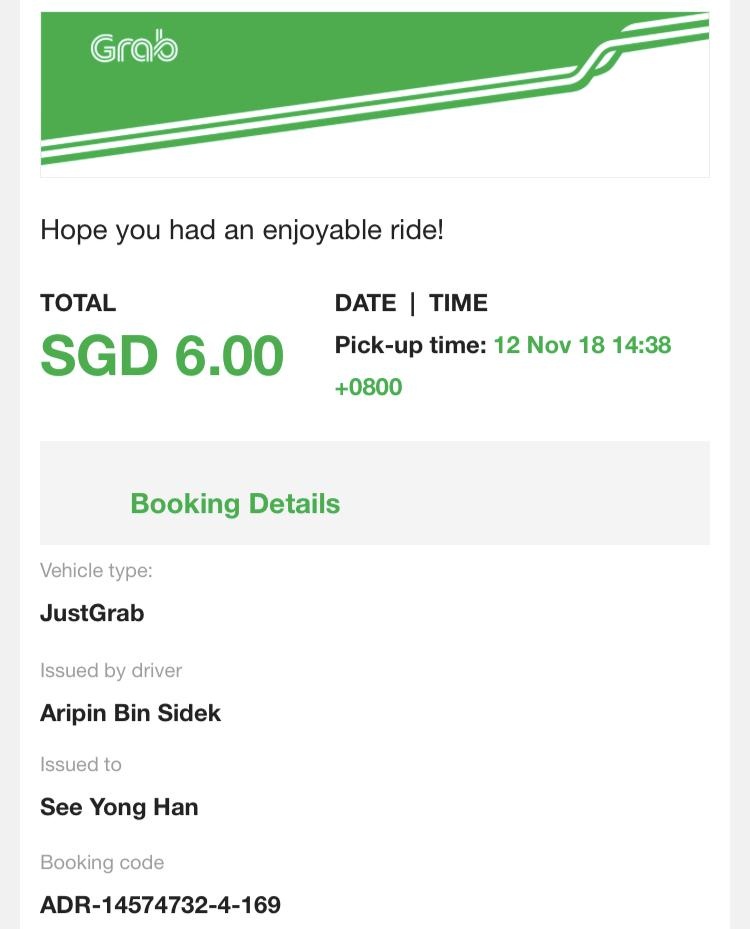 Grab
Hope you had an enjoyable ride!
TOTAL
SGD 6.00
DATE | TIME
Pick-up time: 12 Nov 18 14:38
+0800
Booking Details
Vehicle type:
JustGrab
Issued by driver
Aripin Bin Sidek
Issued to
See Yong Han
Booking code
ADR-14574732-4-169